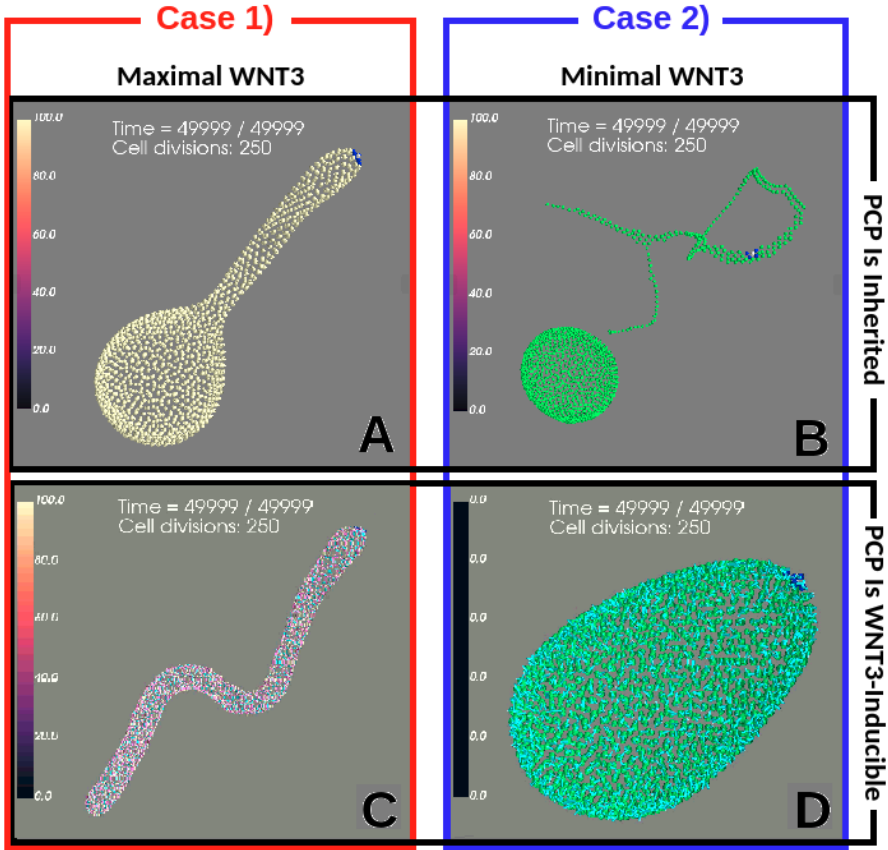 Case 1)
Case 2)
Maximal WNT3
Minimal WNT3
100.0
80.0
60.0
40.0
20.0
0.0
Time = 49999 / 49999
Cell divisions: 250
A
100.0
80.0
60.0
40.0
20.0
0.0
Time = 49999 / 49999
Cell divisions: 250
B
PCP Is Inherited
100.0
80.0
60.0
40.0
20.0
0.0
Time = 49999 / 49999
Cell divisions: 250
C
0.0
0.0
0.0
0.0
0.0
0.0
Time = 49999 / 49999
Cell divisions: 250
D
PCP Is WNT3-Inducible